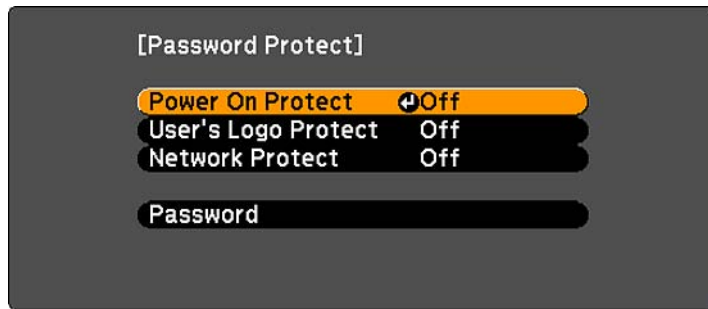 [Password Protect]
Power On Protect Off
User's Logo Protect Off
Network Protect Off
Password